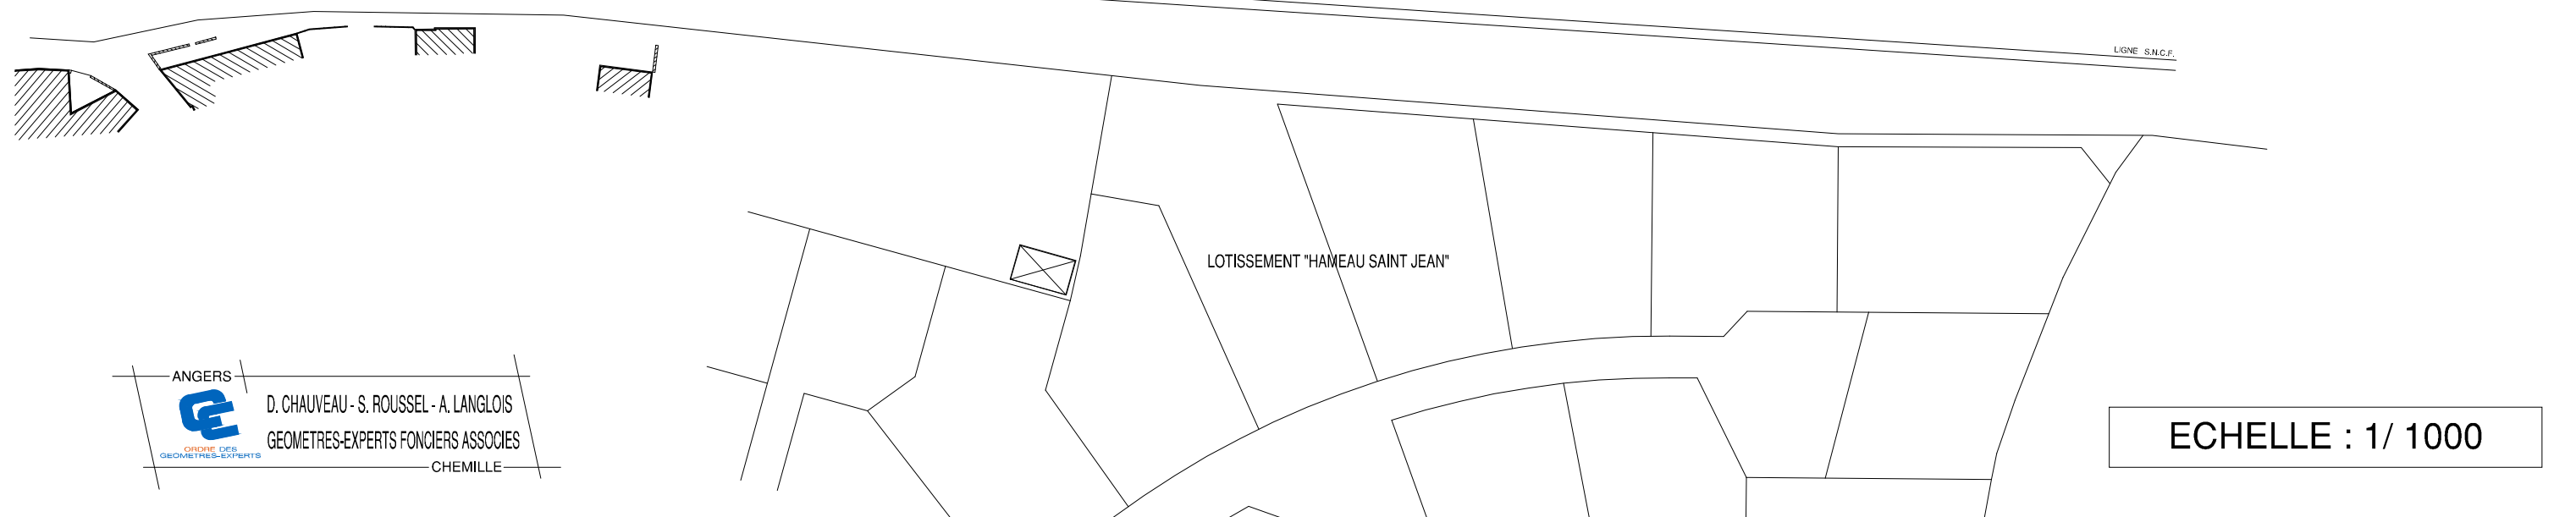 LIGNE S.N.C.F.
LOTISSEMENT "HAMEAU SAINT JEAN"
ANGERS
D. CHAUVEAU - S. ROUSSEL - A. LANGLOIS
GEOMETRES-EXPERTS FONCIERS ASSOCIES
ORDRE DES
GEOMETRES-EXPERTS
CHEMILLE
ECHELLE : 1/ 1000